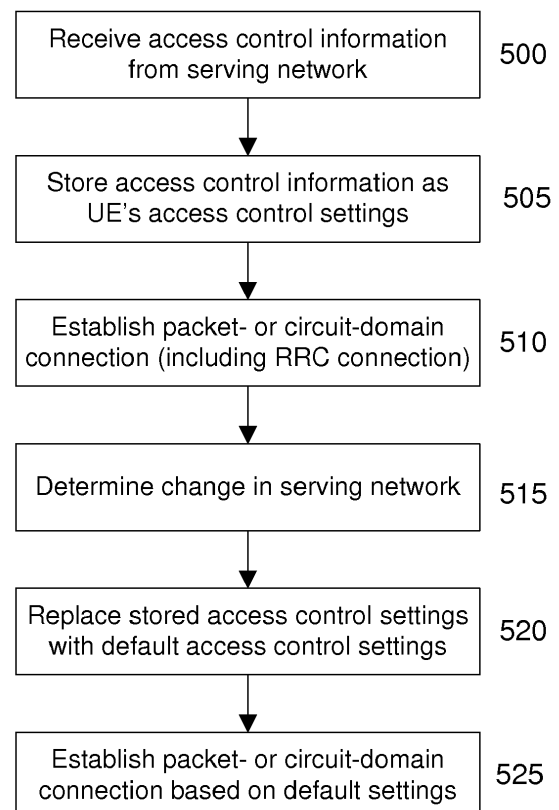 Receive access control information
from serving network
500
Store access control information as
UE's access control settings
505
Establish packet- or circuit-domain
connection (including RRC connection)
510
Determine change in serving network
515
Replace stored access control settings
with default access control settings
520
Establish packet- or circuit-domain
connection based on default settings
525